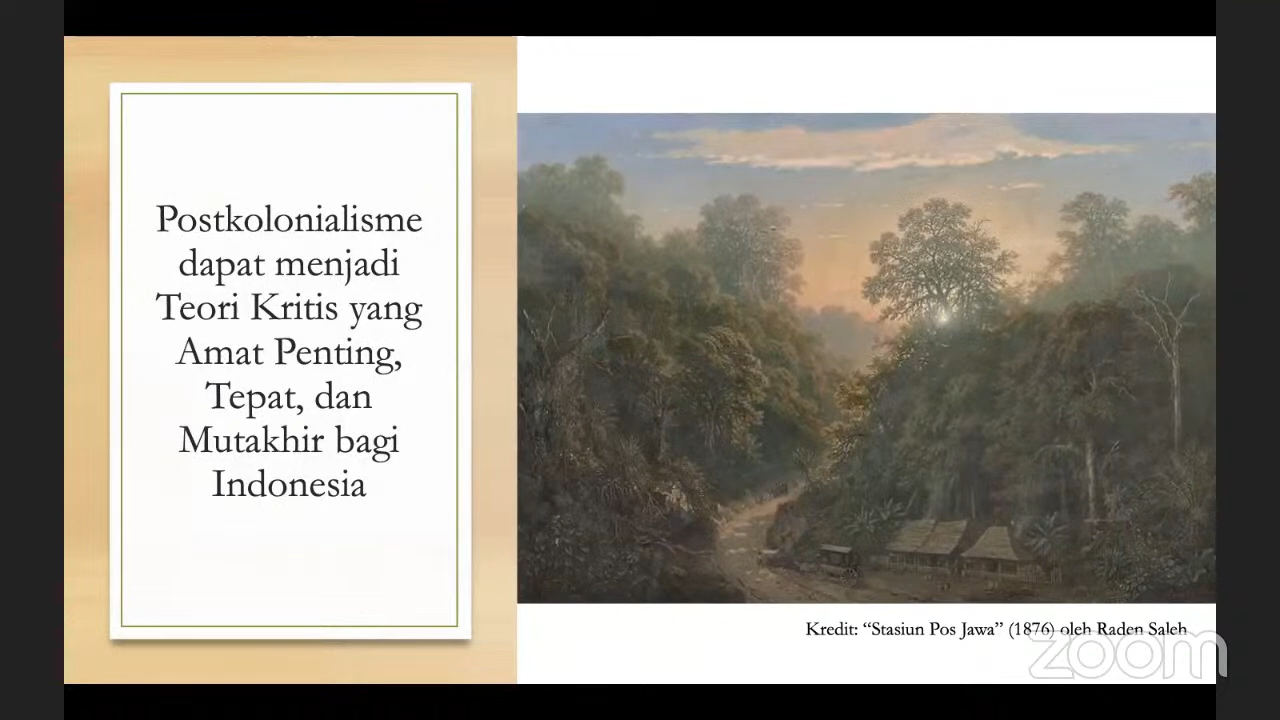 Postkolonialisme
dapat menjadi
Teori Kritis yang
Amat Penting,
Tepat, dan
Mutakhir bagi
Indonesia
Kredit: “Stasiun Pos Jawa” (1876) oleh Raden Saleh
zoom